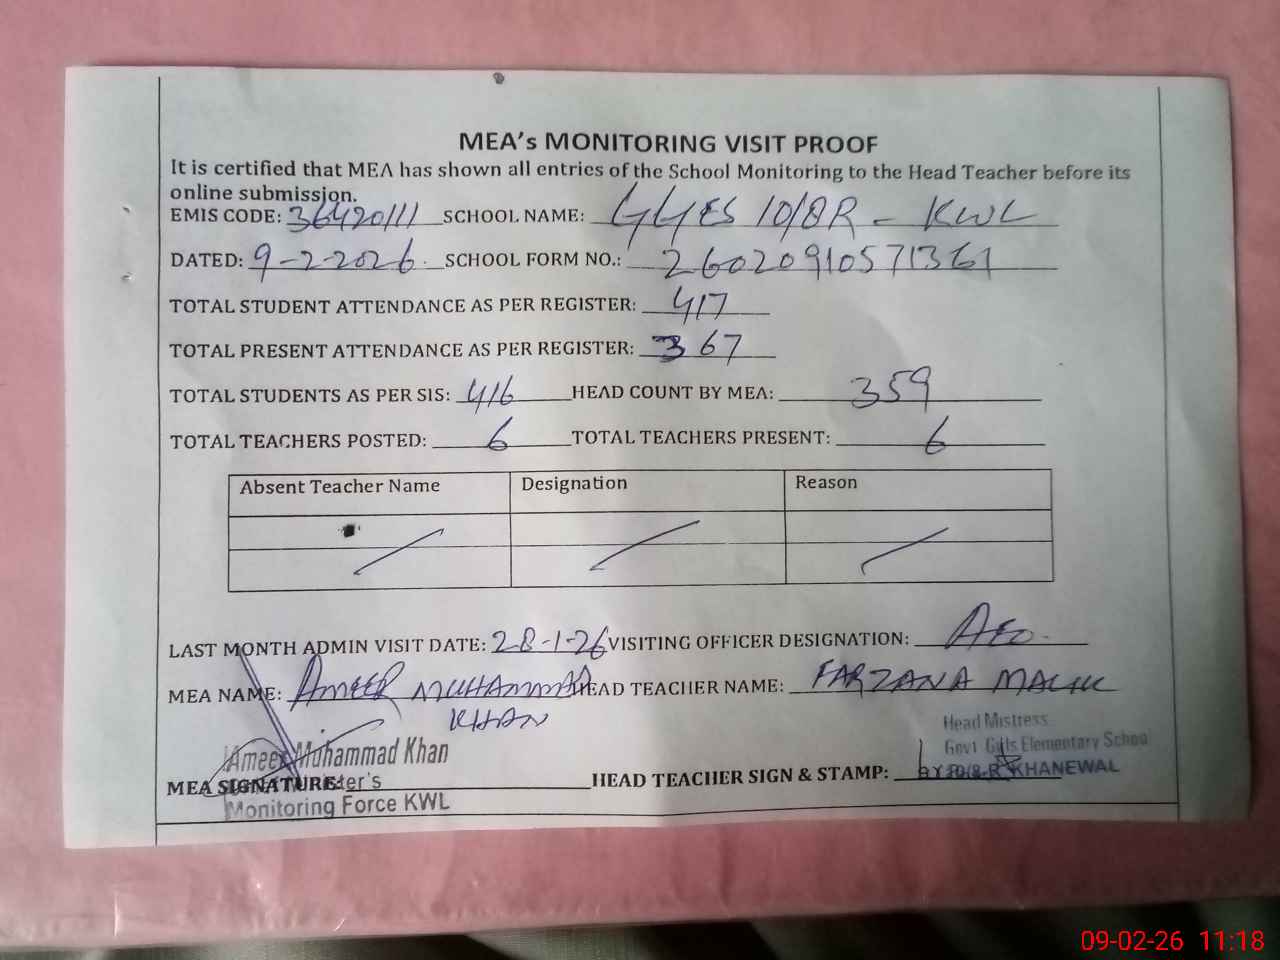 MEA's MONITORING VISIT PROOF
It is certified that MEA has shown all entries of the School Monitoring to the Head Teacher before its
online submission.
EMIS CODE: 36420111 SCHOOL NAME: GGES 10/8R - KWL
DATED: 9-2-2026. SCHOOL FORM NO.: 26020910571361
TOTAL STUDENT ATTENDANCE AS PER REGISTER: 417
TOTAL PRESENT ATTENDANCE AS PER REGISTER: 367
TOTAL STUDENTS AS PER SIS: 416 HEAD COUNT BY MEA: 359
TOTAL TEACHERS POSTED: 6 TOTAL TEACHERS PRESENT: 6
Absent Teacher Name Designation Reason
LAST MONTH ADMIN VISIT DATE: 28-1-26 VISITING OFFICER DESIGNATION: AEO.
MEA NAME: AMEER MUHAMMAD HEAD TEACHER NAME: FARZANA MALIK
KHAN
Head Mistress
Govt Girls Elementary School
10/8-R KHANEWAL
Ameer Muhammad Khan
Monitoring Force KWL
MEA SIGNATURE: HEAD TEACHER SIGN & STAMP:
09-02-26 11:18